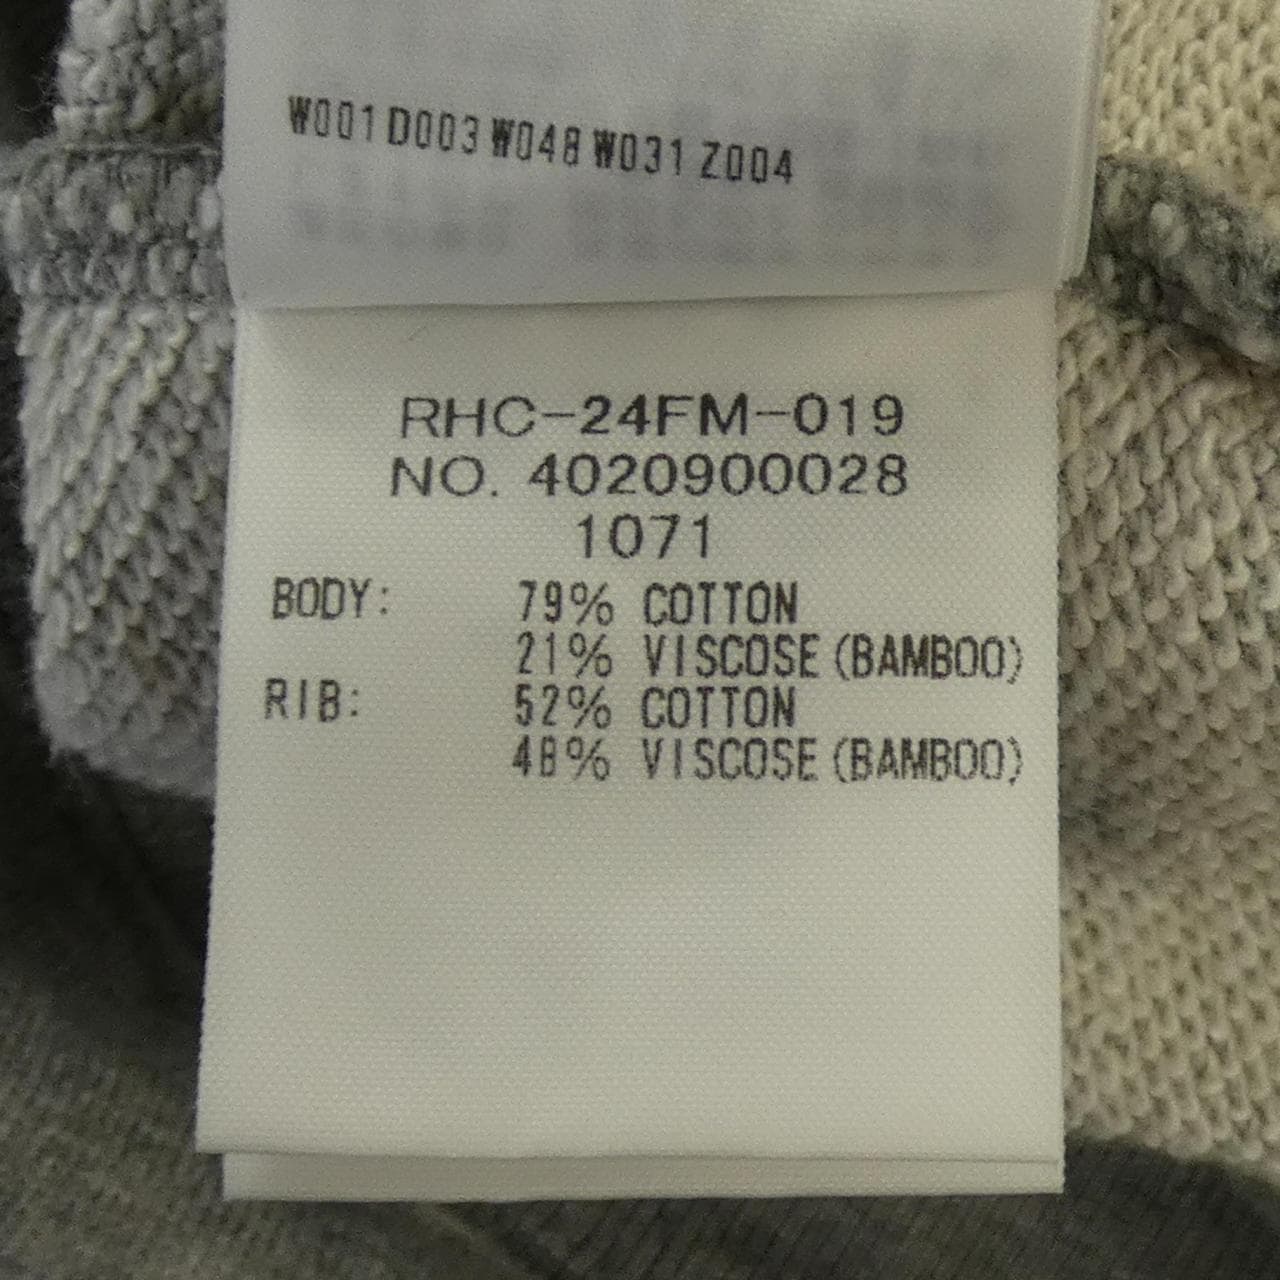 W001 D003 W048 W031 Z004
RHC-24FM-019
NO. 4020900028
1071
BODY: 79% COTTON
21% VISCOSE (BAMBOO)
RIB: 52% COTTON
48% VISCOSE (BAMBOO)